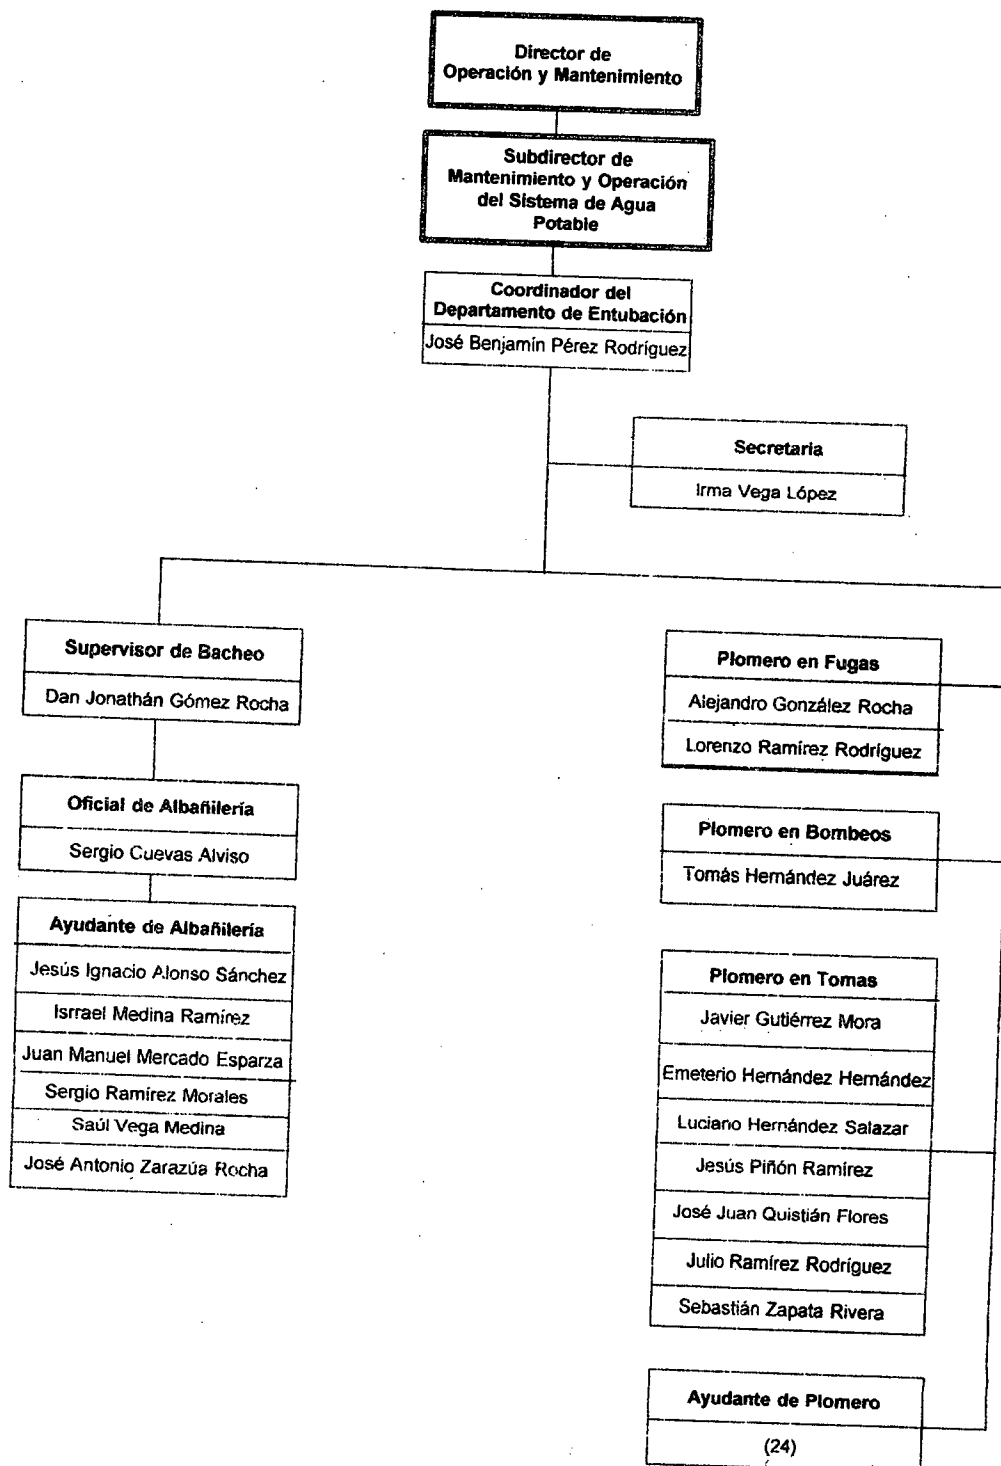 Director de
Operación y Mantenimiento
Subdirector de
Mantenimiento y Operación
del Sistema de Agua
Potable
Coordinador del
Departamento de Entubación
José Benjamín Pérez Rodríguez
Secretaria
Irma Vega López
Supervisor de Bacheo
Dan Jonathán Gómez Rocha
Oficial de Albañilería
Sergio Cuevas Alviso
Ayudante de Albañilería
Jesús Ignacio Alonso Sánchez
Isrrael Medina Ramírez
Juan Manuel Mercado Esparza
Sergio Ramírez Morales
Saúl Vega Medina
José Antonio Zarazúa Rocha
Plomero en Fugas
Alejandro González Rocha
Lorenzo Ramírez Rodríguez
Plomero en Bombeos
Tomás Hernández Juárez
Plomero en Tomas
Javier Gutiérrez Mora
Emeterio Hernández Hernández
Luciano Hernández Salazar
Jesús Piñón Ramírez
José Juan Quistián Flores
Julio Ramírez Rodríguez
Sebastián Zapata Rivera
Ayudante de Plomero
(24)